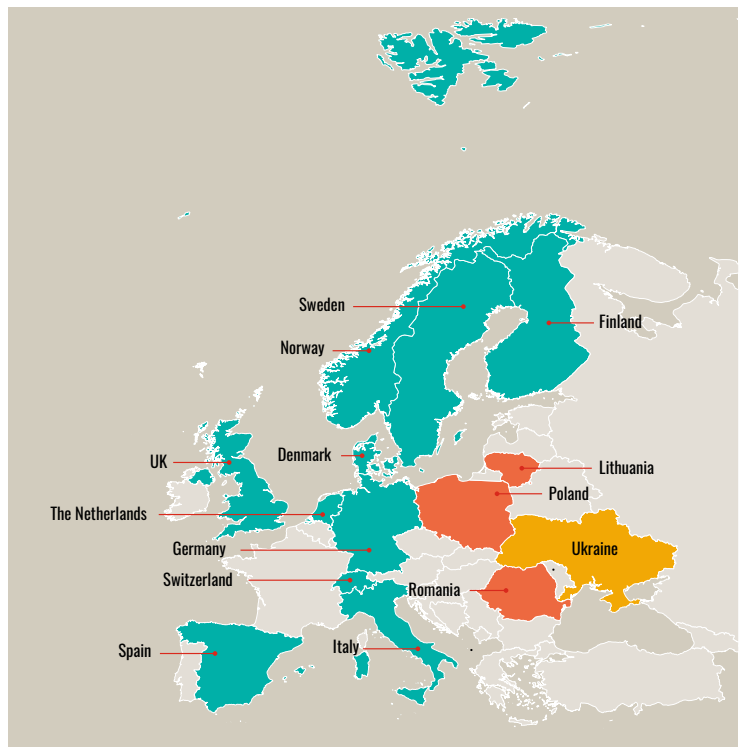 Sweden
Finland
Norway
Denmark
UK
Lithuania
Poland
The Netherlands
Germany
Ukraine
Switzerland
Romania
Italy
Spain